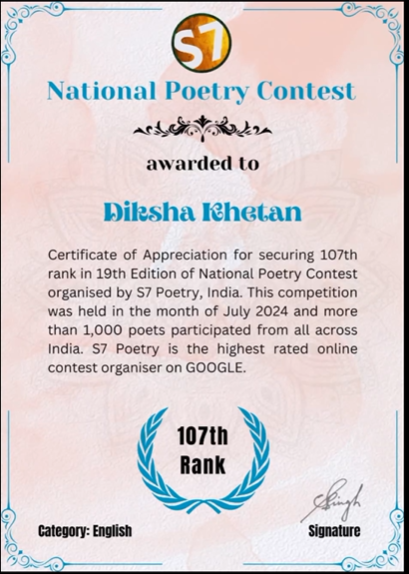 S7
National Poetry Contest
awarded to
Diksha Khetan
Certificate of Appreciation for securing 107th
rank in 19th Edition of National Poetry Contest
organised by S7 Poetry, India. This competition
was held in the month of July 2024 and more
than 1,000 poets participated from all across
India. S7 Poetry is the highest rated online
contest organiser on GOOGLE.
107th
Rank
Singh
Category: English
Signature